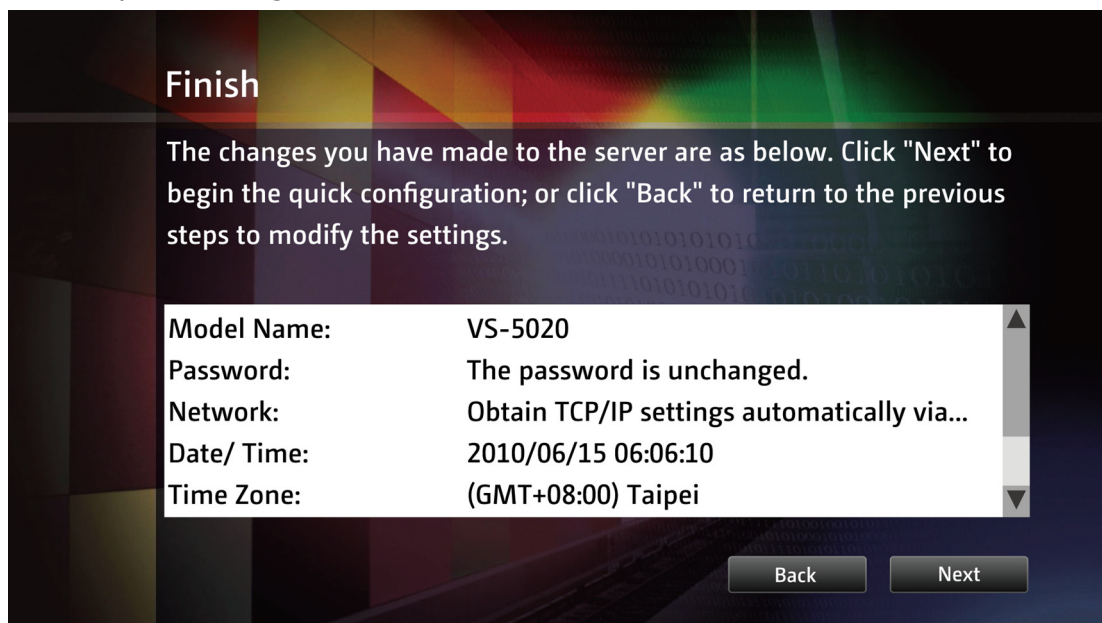 Finish
The changes you have made to the server are as below. Click "Next" to
begin the quick configuration; or click "Back" to return to the previous
steps to modify the settings.
Model Name: VS-5020
Password: The password is unchanged.
Network: Obtain TCP/IP settings automatically via...
Date/ Time: 2010/06/15 06:06:10
Time Zone: (GMT+08:00) Taipei
Back Next